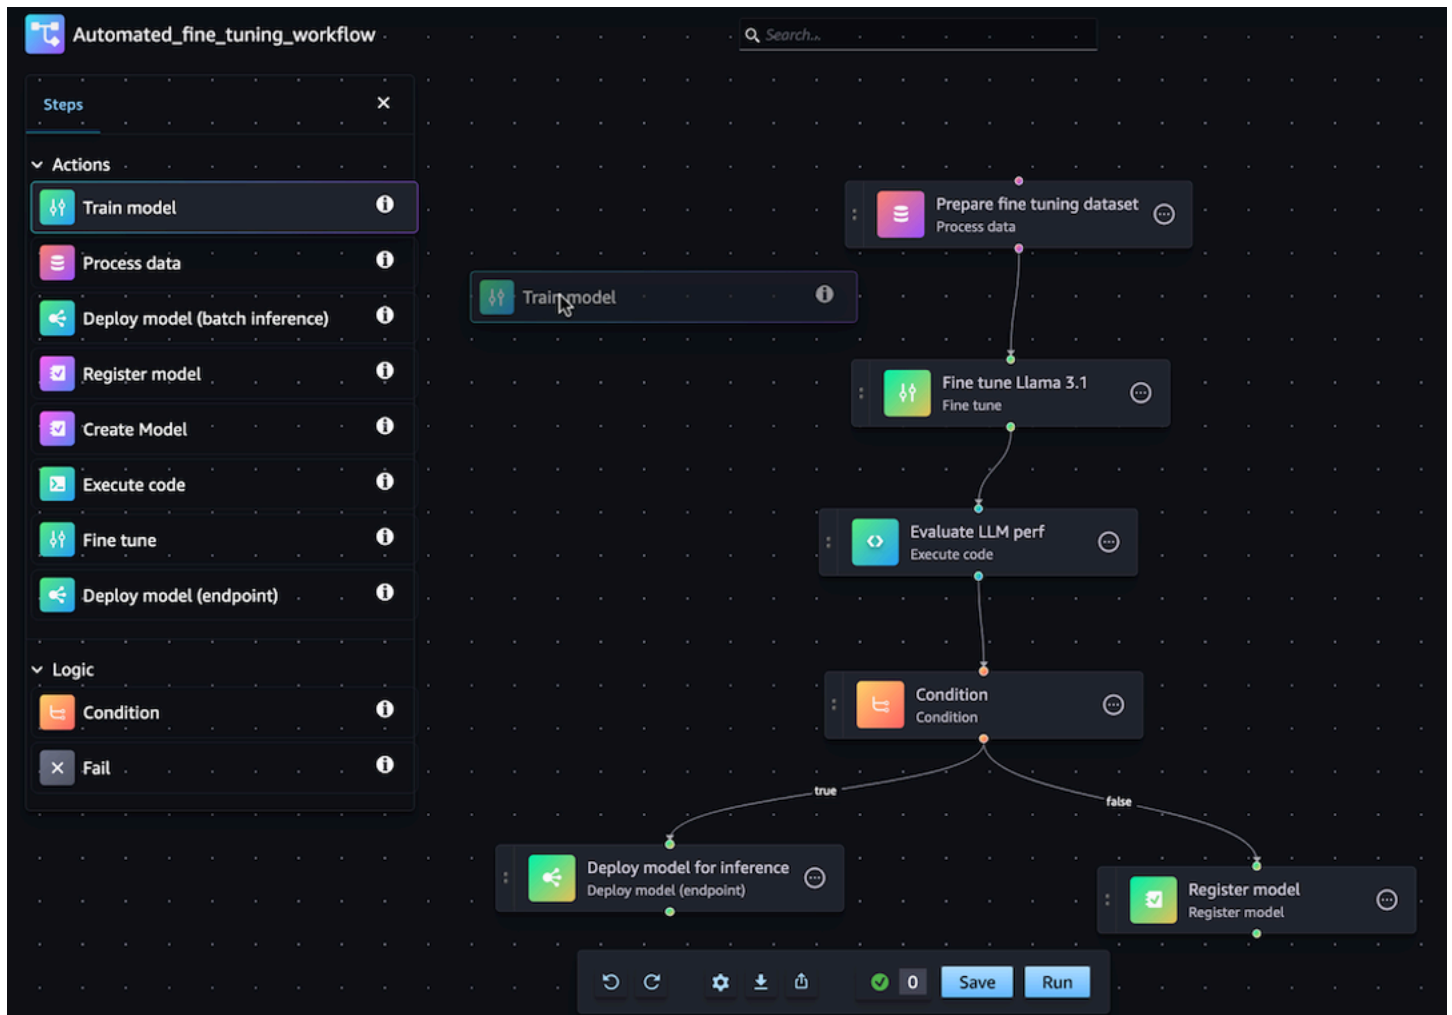 Automated_fine_tuning_workflow
Search...
Steps
Actions
Train model
Process data
Deploy model (batch inference)
Register model
Create Model
Execute code
Fine tune
Deploy model (endpoint)
Logic
Condition
Fail
Train model
Prepare fine tuning dataset
Process data
Fine tune Llama 3.1
Fine tune
Evaluate LLM perf
Execute code
Condition
Condition
true
false
Deploy model for inference
Deploy model (endpoint)
Register model
Register model
0
Save
Run